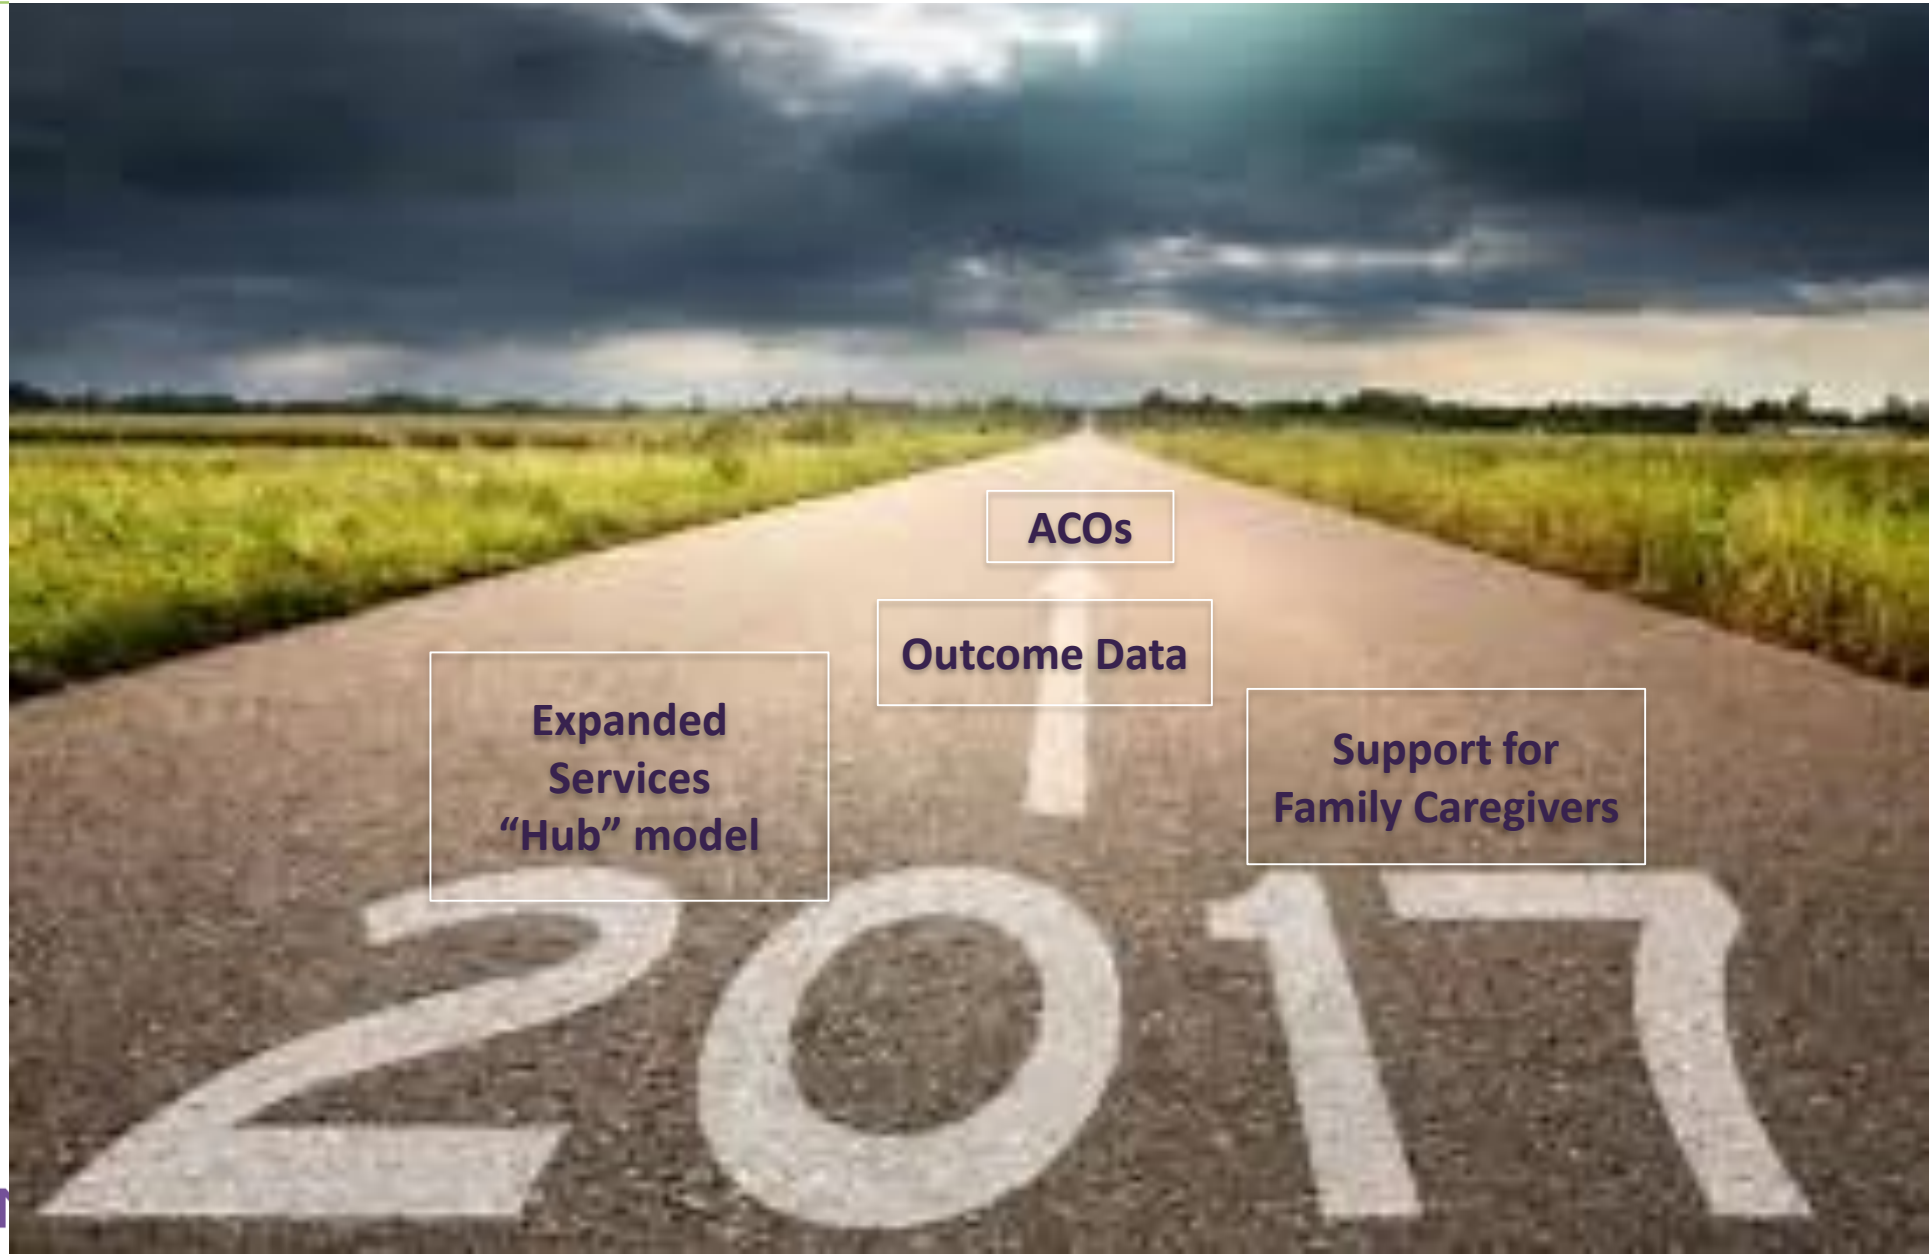 ACOs
Outcome Data
Expanded
Services
“Hub” model
Support for
Family Caregivers
2017